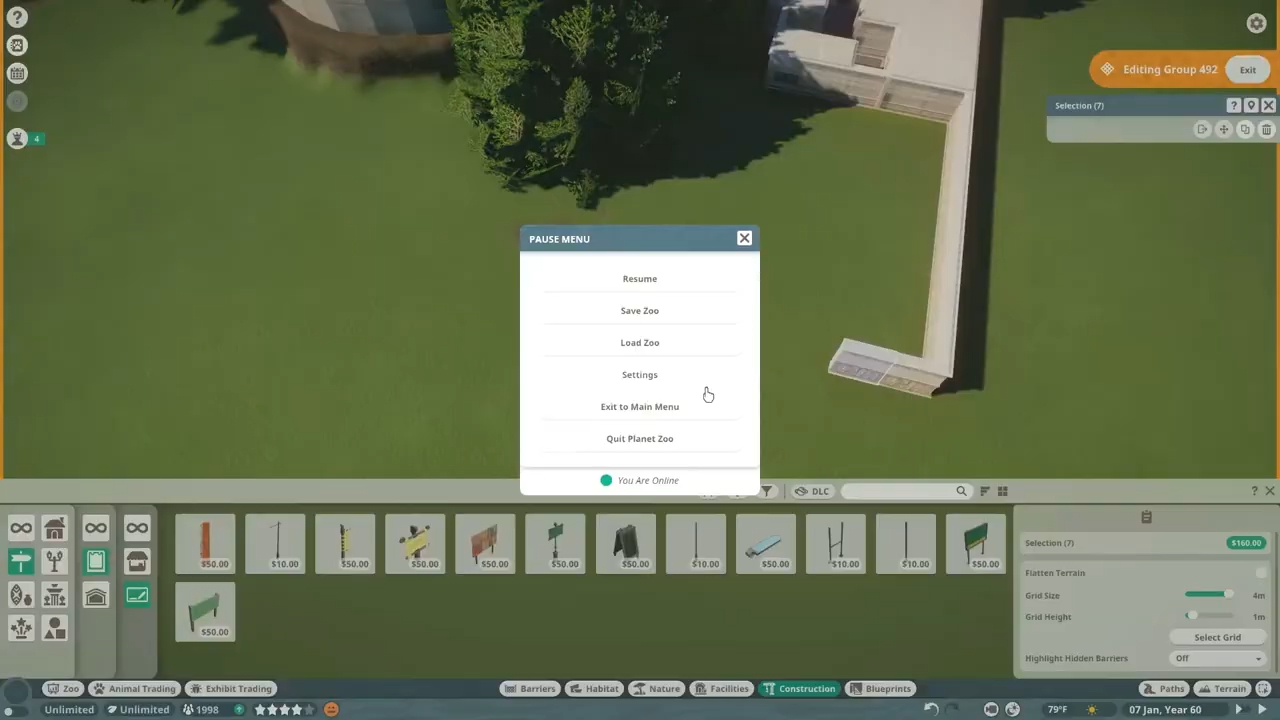 ?
Editing Group 492 Exit
Selection (7) ?
4
PAUSE MENU
Resume
Save Zoo
Load Zoo
Settings
Exit to Main Menu
Quit Planet Zoo
You Are Online
DLC
?
$50.00 $10.00 $50.00 $50.00 $50.00 $50.00 $50.00 $10.00 $50.00 $10.00 $10.00 $50.00
$50.00
Selection (7) $160.00
Flatten Terrain
Grid Size 4m
Grid Height 1m
Select Grid
Highlight Hidden Barriers Off
Zoo Animal Trading Exhibit Trading Barriers Habitat Nature Facilities Construction Blueprints Paths Terrain
Unlimited Unlimited 1998 79°F 07 Jan, Year 60